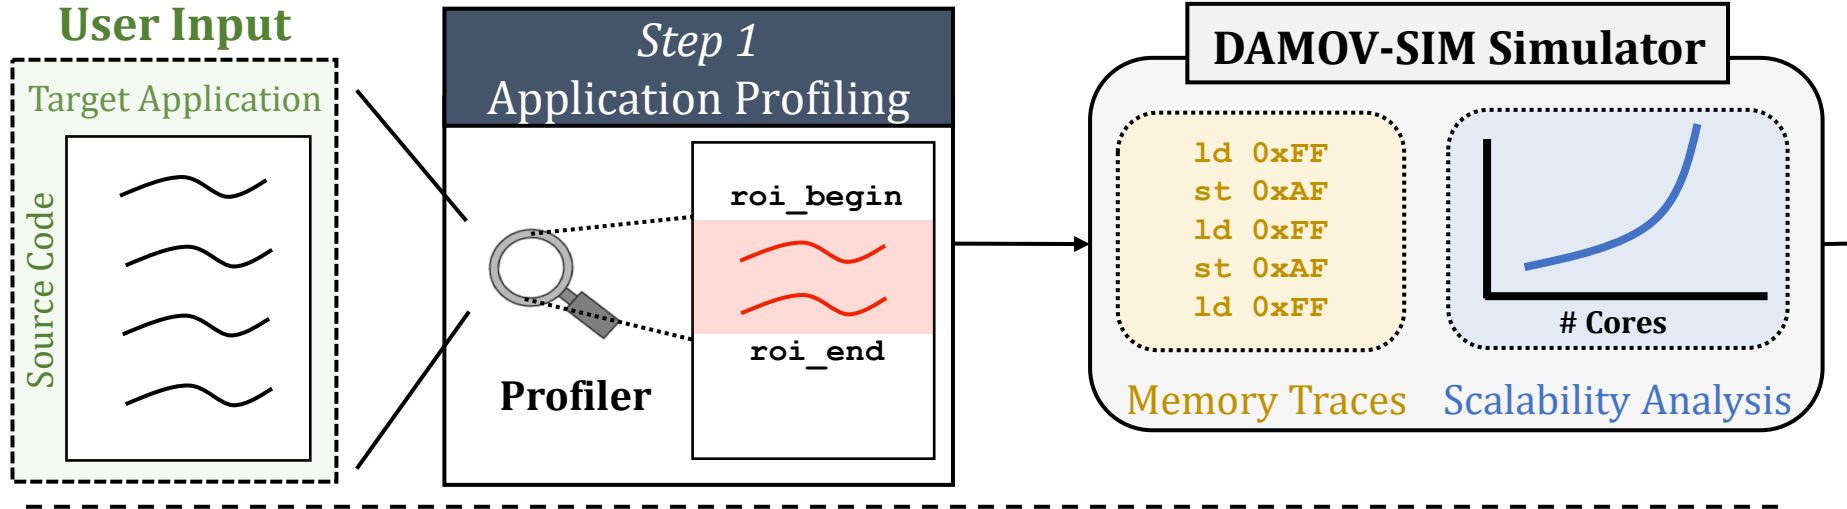 User Input
Target Application
Source Code
Step 1
Application Profiling
roi_begin
roi_end
Profiler
DAMOV-SIM Simulator
ld 0xFF
st 0xAF
ld 0xFF
st 0xAF
ld 0xFF
Memory Traces
# Cores
Scalability Analysis